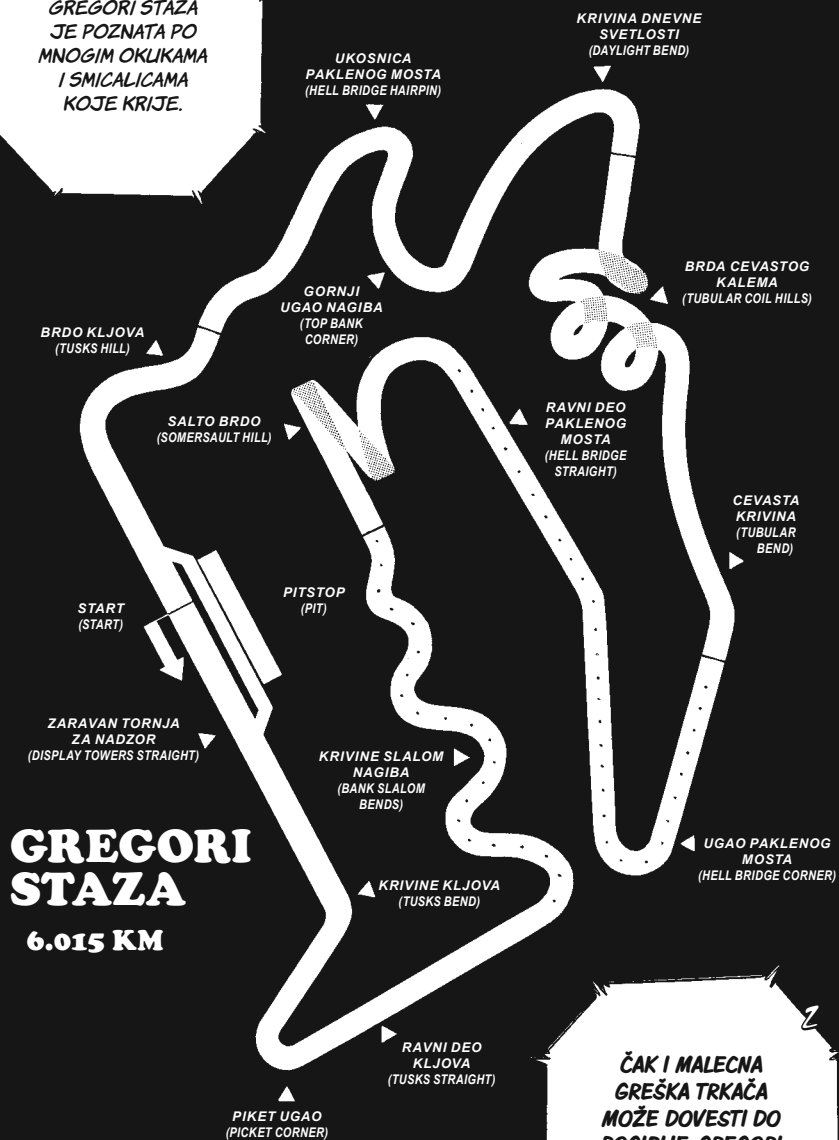 GREGORI STAZA
JE POZNATA PO
MNOGIM OKUKAMA
I SMICALICAMA
KOJE KRIJE.
KRIVINA DNEVNE
SVETLOSTI
(DAYLIGHT BEND)
UKOSNICA
PAKLENOG MOSTA
(HELL BRIDGE HAIRPIN)
BRDA CEVASTOG
KALEMA
(TUBULAR COIL HILLS)
GORNJI
UGAO NAGIBA
(TOP BANK
CORNER)
BRDO KLJOVA
(TUSKS HILL)
SALTO BRDO
(SOMERSAULT HILL)
RAVNI DEO
PAKLENOG
MOSTA
(HELL BRIDGE
STRAIGHT)
CEVASTA
KRIVINA
(TUBULAR
BEND)
PITSTOP
(PIT)
START
(START)
ZARAVAN TORNJA
ZA NADZOR
(DISPLAY TOWERS STRAIGHT)
KRIVINE SLALOM
NAGIBA
(BANK SLALOM
BENDS)
UGAO PAKLENOG
MOSTA
(HELL BRIDGE CORNER)
GREGORI
STAZA
6.015 KM
KRIVINE KLJOVA
(TUSKS BEND)
RAVNI DEO
KLJOVA
(TUSKS STRAIGHT)
PIKET UGAO
(PICKET CORNER)
ČAK I MALECNA
GREŠKA TRKAČA
MOŽE DOVESTI DO